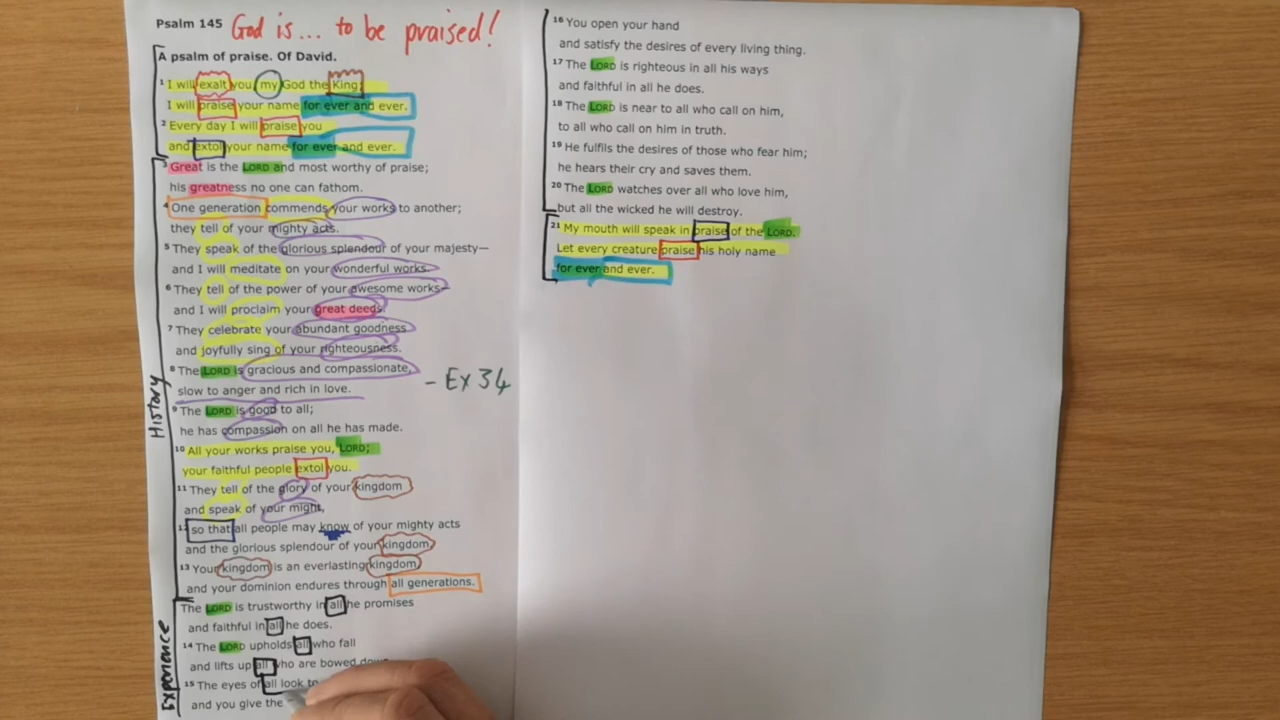 Psalm 145 God is... to be praised!
A psalm of praise. Of David.
1 I will exalt you, my God the King;
I will praise your name for ever and ever.
2 Every day I will praise you
and extol your name for ever and ever.
3 Great is the LORD and most worthy of praise;
his greatness no one can fathom.
4 One generation commends your works to another;
they tell of your mighty acts.
5 They speak of the glorious splendour of your majesty—
and I will meditate on your wonderful works.
6 They tell of the power of your awesome works—
and I will proclaim your great deeds.
7 They celebrate your abundant goodness
and joyfully sing of your righteousness.
8 The LORD is gracious and compassionate,
slow to anger and rich in love.
- Ex 34
9 The LORD is good to all;
he has compassion on all he has made.
10 All your works praise you, LORD;
your faithful people extol you.
11 They tell of the glory of your kingdom
and speak of your might,
12 so that all people may know of your mighty acts
and the glorious splendour of your kingdom.
13 Your kingdom is an everlasting kingdom,
and your dominion endures through all generations.
History
The LORD is trustworthy in all he promises
and faithful in all he does.
14 The LORD upholds all who fall
and lifts up all who are bowed down
15 The eyes of all look to
and you give the
Experience
16 You open your hand
and satisfy the desires of every living thing.
17 The LORD is righteous in all his ways
and faithful in all he does.
18 The LORD is near to all who call on him,
to all who call on him in truth.
19 He fulfils the desires of those who fear him;
he hears their cry and saves them.
20 The LORD watches over all who love him,
but all the wicked he will destroy.
21 My mouth will speak in praise of the LORD.
Let every creature praise his holy name
for ever and ever.